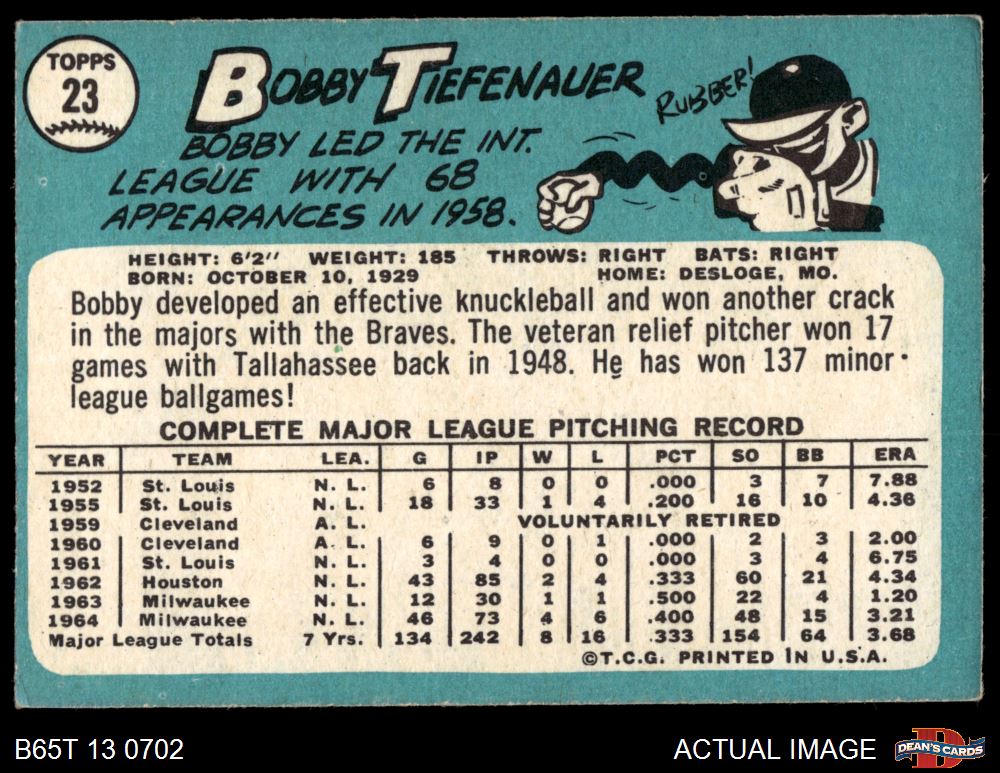 TOPPS
23
BOBBY TIEFENAUER
RUBBER!
BOBBY LED THE INT.
LEAGUE WITH 68
APPEARANCES IN 1958.
HEIGHT: 6'2" WEIGHT: 185 THROWS: RIGHT BATS: RIGHT
BORN: OCTOBER 10, 1929 HOME: DESLOGE, MO.
Bobby developed an effective knuckleball and won another crack
in the majors with the Braves. The veteran relief pitcher won 17
games with Tallahassee back in 1948. He has won 137 minor
league ballgames!
COMPLETE MAJOR LEAGUE PITCHING RECORD
YEAR TEAM LEA. G IP W L PCT SO BB ERA
1952 St. Louis N. L. 6 8 0 0 .000 3 7 7.88
1955 St. Louis N. L. 18 33 1 4 .200 16 10 4.36
1959 Cleveland A. L. VOLUNTARILY RETIRED
1960 Cleveland A. L. 6 9 0 1 .000 2 3 2.00
1961 St. Louis N. L. 3 4 0 0 .000 3 4 6.75
1962 Houston N. L. 43 85 2 4 .333 60 21 4.34
1963 Milwaukee N. L. 12 30 1 1 .500 22 4 1.20
1964 Milwaukee N. L. 46 73 4 6 .400 48 15 3.21
Major League Totals 7 Yrs. 134 242 8 16 .333 154 64 3.68
©T.C.G. PRINTED IN U.S.A.
B65T 13 0702 ACTUAL IMAGE DEAN'S CARDS